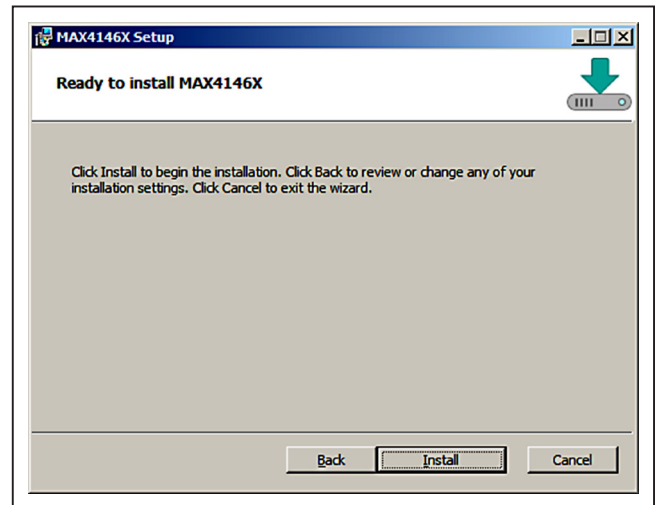 MAX4146X Setup
Ready to install MAX4146X
Click Install to begin the installation. Click Back to review or change any of your
installation settings. Click Cancel to exit the wizard.
Back
Install
Cancel